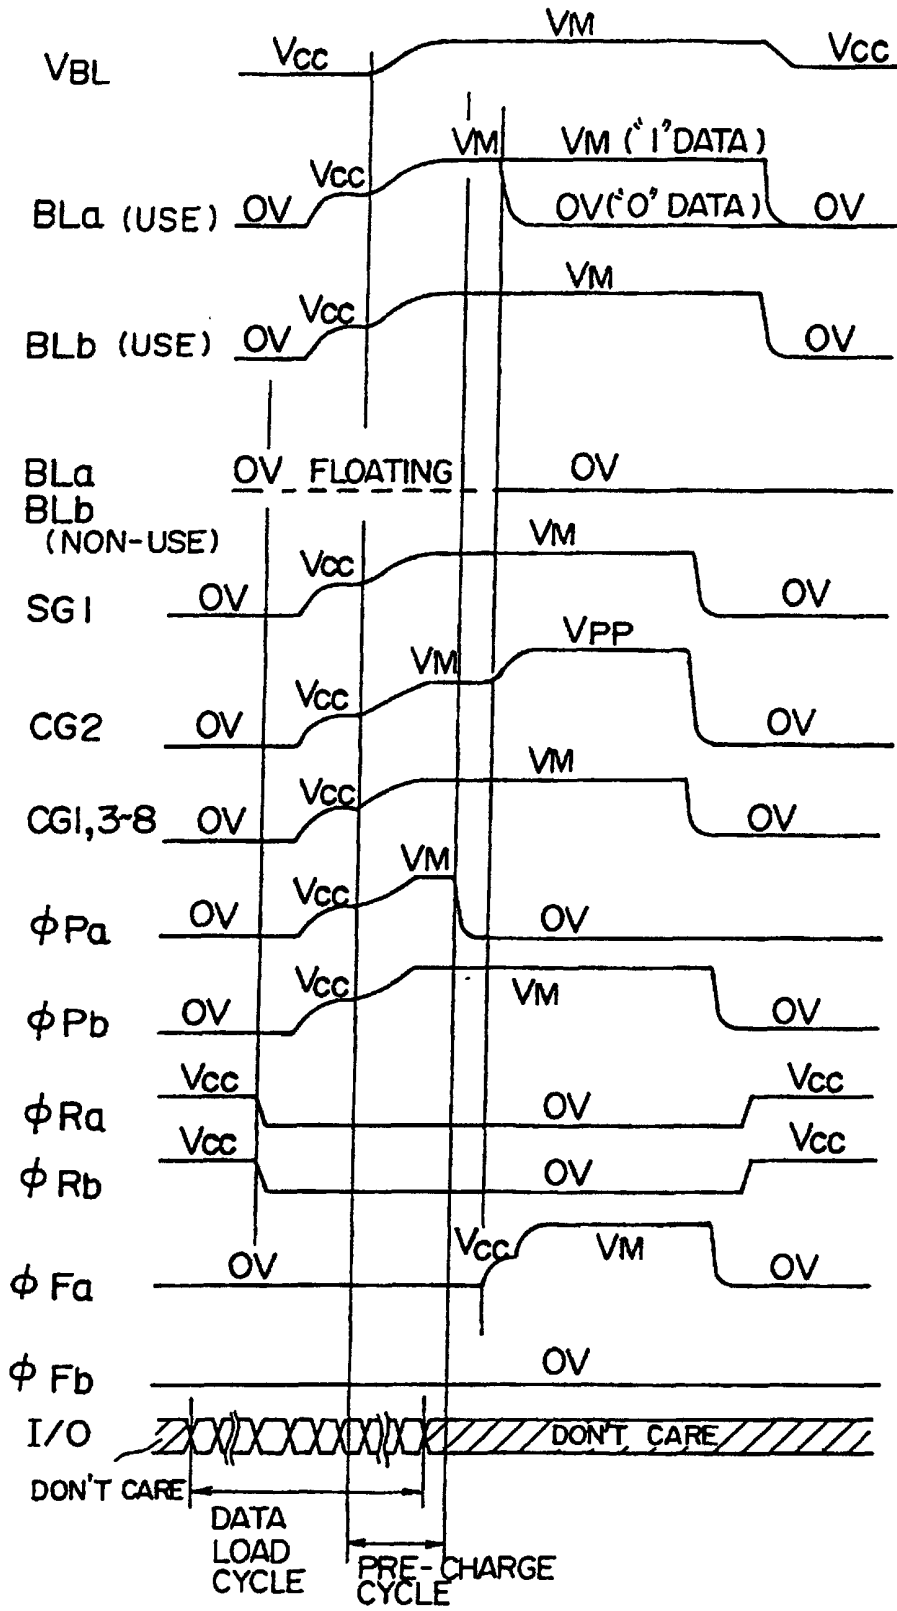 VBL VCC VM VCC
BLa (USE) OV VCC VM VM ("1" DATA) OV
OV ("O" DATA)
BLb (USE) OV VCC VM OV
BLa OV FLOATING OV
BLb
(NON-USE)
SG1 OV VCC VM OV
CG2 OV VCC VM VPP OV
CG1,3~8 OV VCC VM OV
ϕPa OV VCC VM OV
ϕPb OV VCC VM OV
ϕRa VCC OV VCC
ϕRb VCC OV VCC
ϕFa OV VCC VM OV
ϕFb OV
I/O DON'T CARE
DON'T CARE
DATA
LOAD
CYCLE
PRE-CHARGE
CYCLE